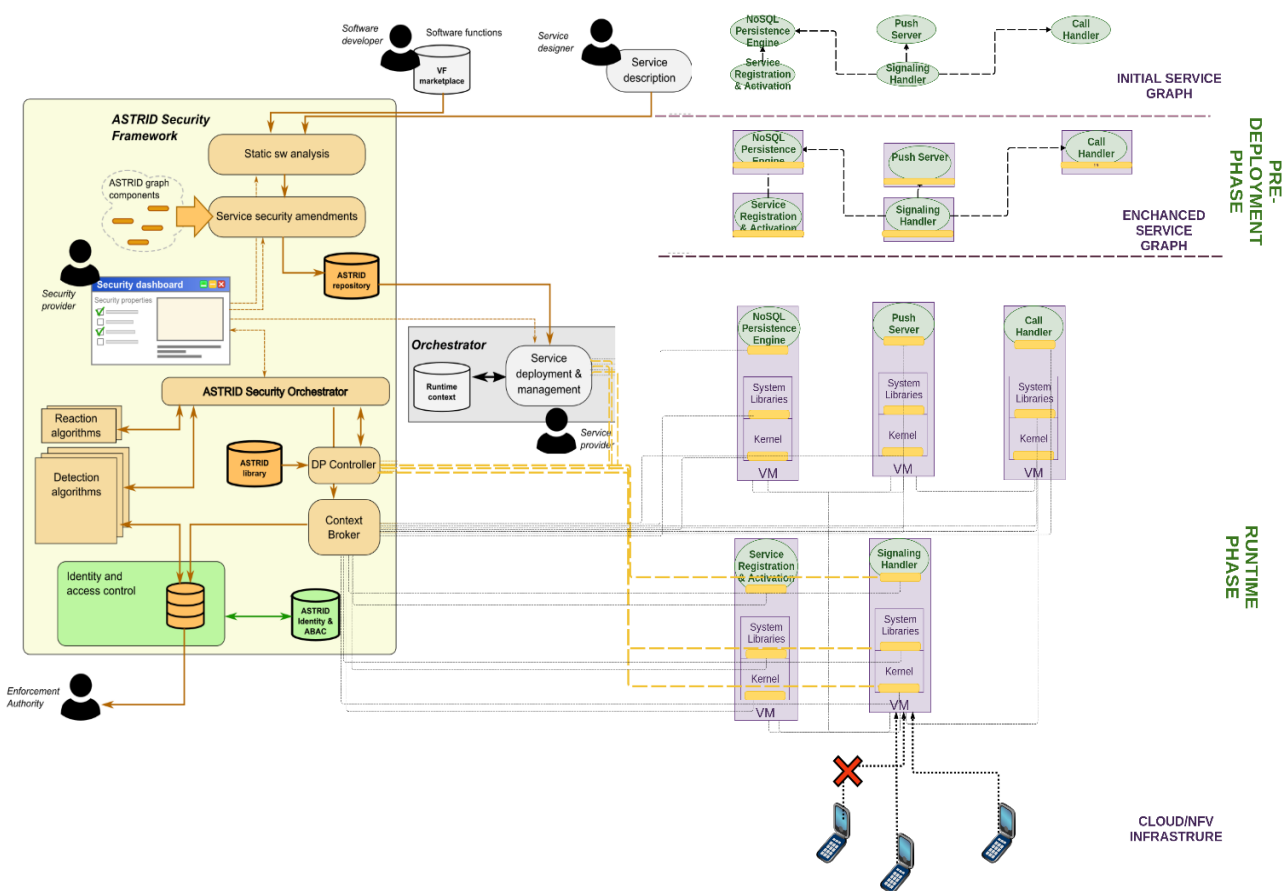 Software
developer
Software functions
VF
marketplace
Service
designer
Service
description
NoSQL
Persistence
Engine
Service
Registration
& Activation
Push
Server
Signaling
Handler
Call
Handler
INITIAL SERVICE
GRAPH
ASTRID Security
Framework
Static sw analysis
ASTRID graph
components
Service security amendments
NoSQL
Persistence
Engine
Service
Registration
& Activation
Push Server
Signaling
Handler
Call
Handler
ENCHANCED
SERVICE
GRAPH
PRE-
DEPLOYMENT
PHASE
Security
provider
Security dashboard
Security properties
ASTRID
repository
Orchestrator
Runtime
context
Service
deployment &
management
Service
provider
ASTRID Security Orchestrator
Reaction
algorithms
Detection
algorithms
ASTRID
library
DP Controller
Context
Broker
Identity and
access control
ASTRID
Identity &
ABAC
Enforcement
Authority
NoSQL
Persistence
Engine
System
Libraries
Kernel
VM
Push
Server
System
Libraries
Kernel
VM
Call
Handler
System
Libraries
Kernel
VM
Service
Registration
& Activation
System
Libraries
Kernel
VM
Signaling
Handler
System
Libraries
Kernel
VM
RUNTIME
PHASE
CLOUD/NFV
INFRASTRURE